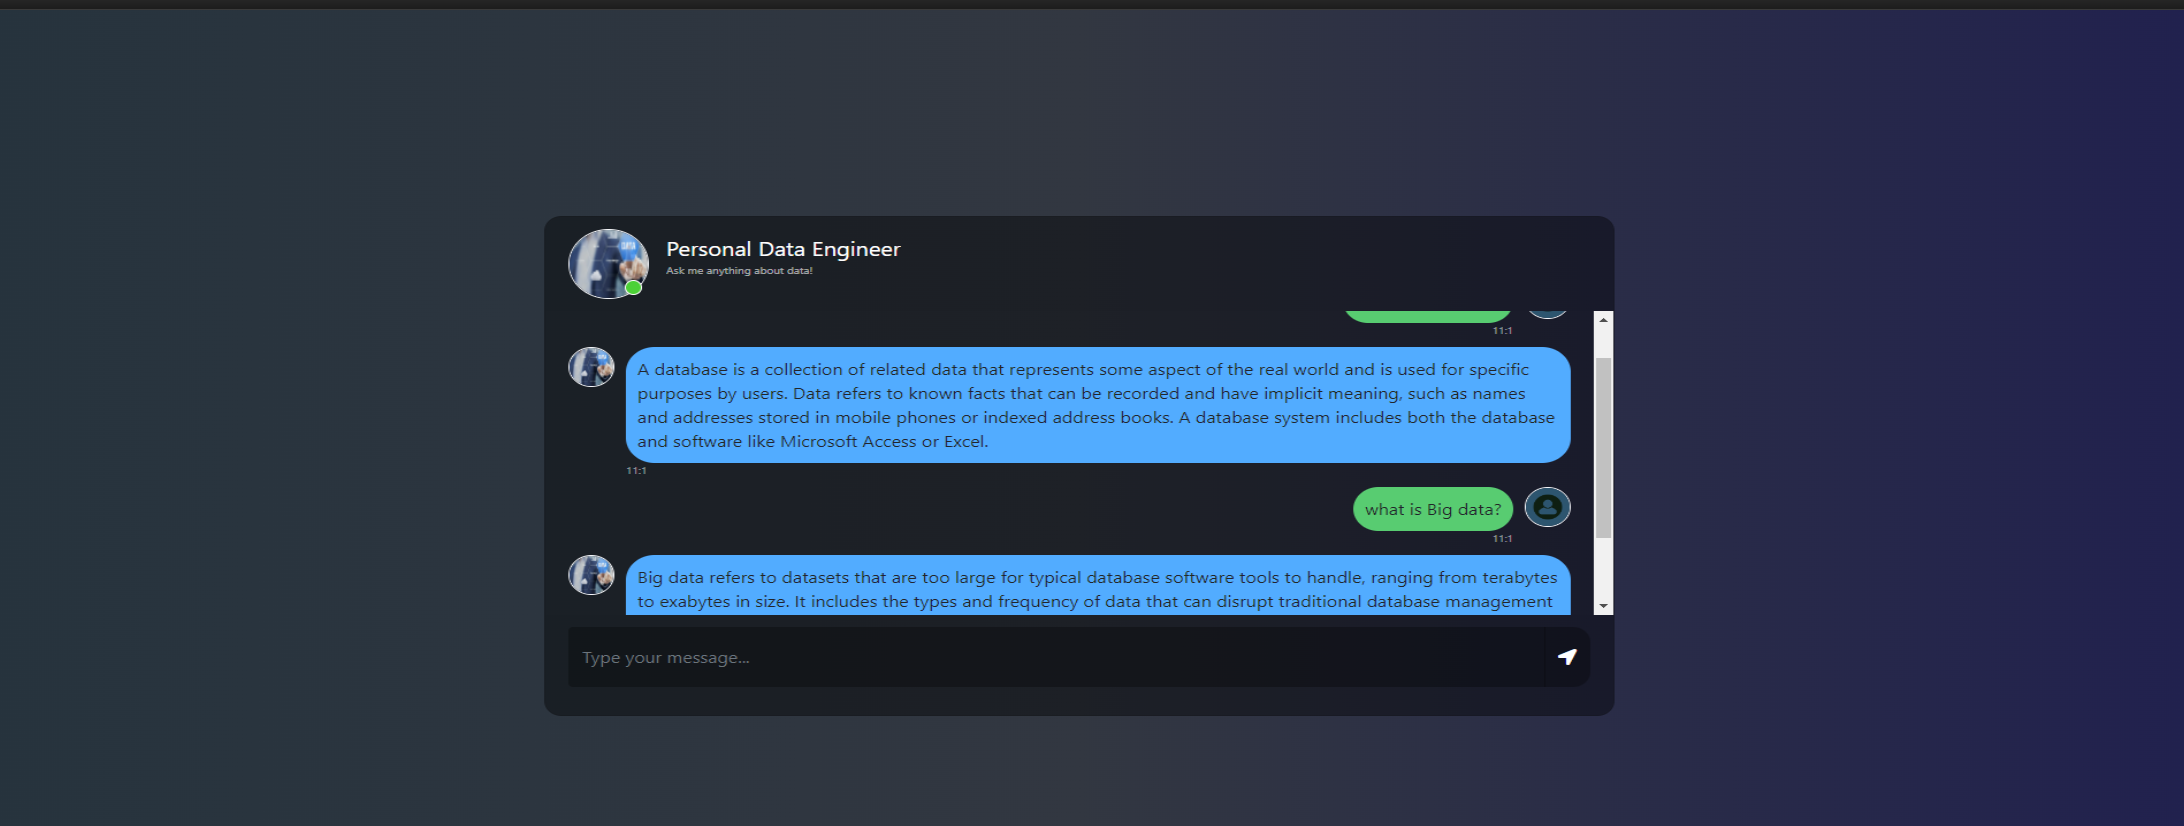 Personal Data Engineer
Ask me anything about data!
11:1
A database is a collection of related data that represents some aspect of the real world and is used for specific
purposes by users. Data refers to known facts that can be recorded and have implicit meaning, such as names
and addresses stored in mobile phones or indexed address books. A database system includes both the database
and software like Microsoft Access or Excel.
11:1
what is Big data?
11:1
Big data refers to datasets that are too large for typical database software tools to handle, ranging from terabytes
to exabytes in size. It includes the types and frequency of data that can disrupt traditional database management
Type your message...